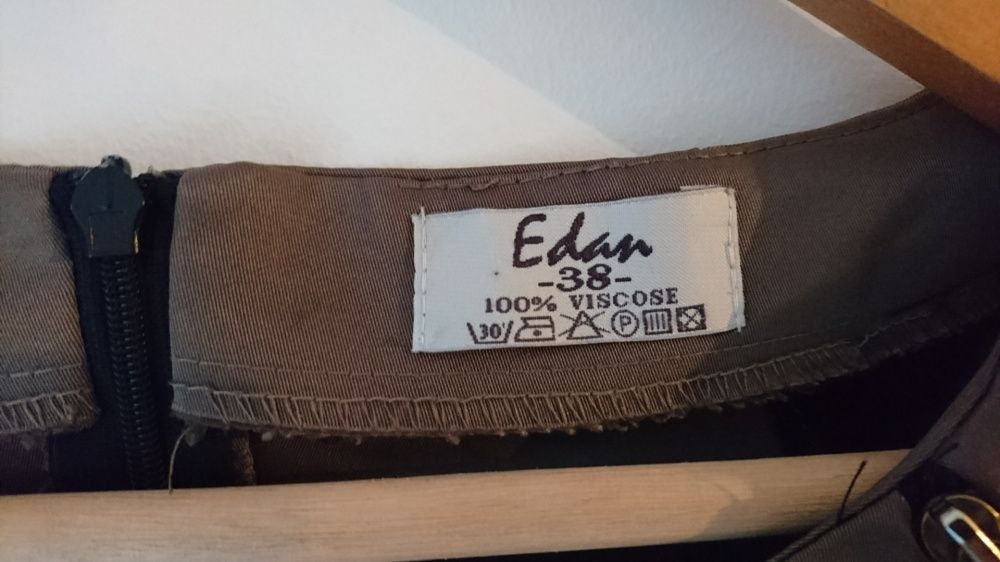 Edan
-38-
100% VISCOSE
30 P